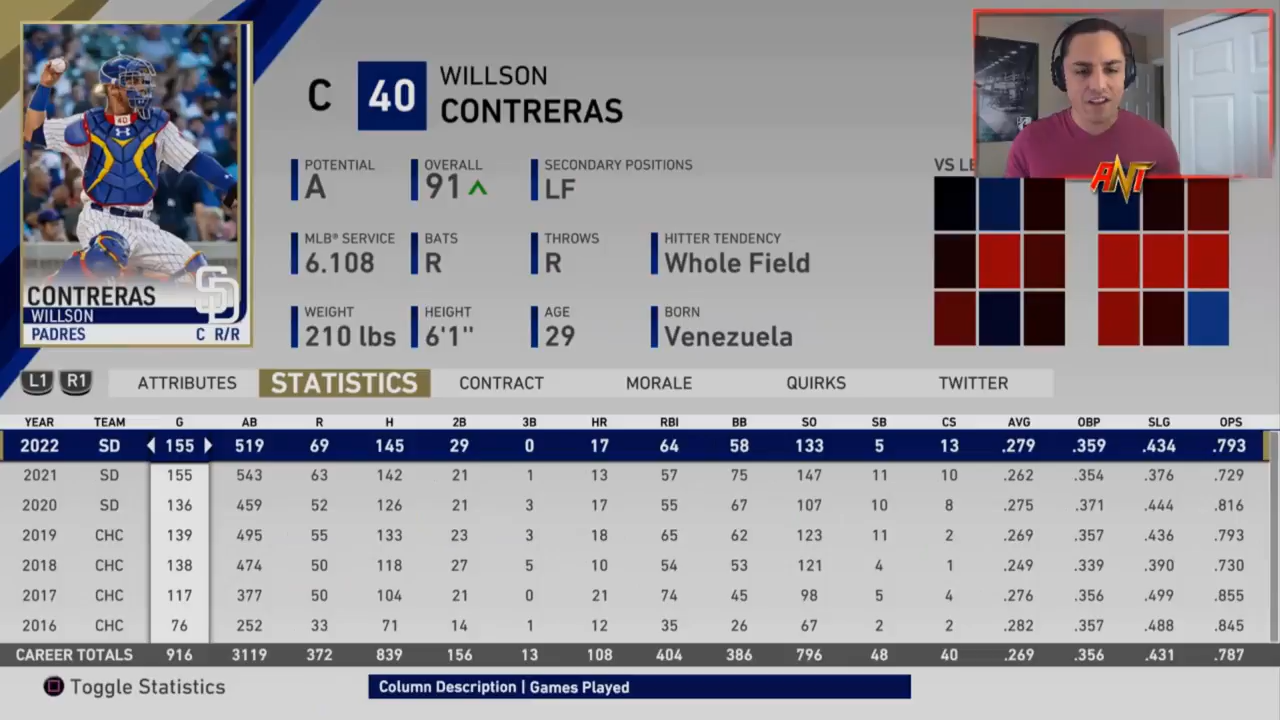 C 40 WILLSON CONTRERAS
POTENTIAL OVERALL SECONDARY POSITIONS
A 91 LF
MLB® SERVICE BATS THROWS HITTER TENDENCY
6.108 R R Whole Field
WEIGHT HEIGHT AGE BORN
210 lbs 6'1" 29 Venezuela
VS LE
ANT
40
SD
CONTRERAS
WILLSON
PADRES C R/R
L1 R1 ATTRIBUTES STATISTICS CONTRACT MORALE QUIRKS TWITTER
YEAR TEAM G AB R H 2B 3B HR RBI BB SO SB CS AVG OBP SLG OPS
2022 SD 155 519 69 145 29 0 17 64 58 133 5 13 .279 .359 .434 .793
2021 SD 155 543 63 142 21 1 13 57 75 147 11 10 .262 .354 .376 .729
2020 SD 136 459 52 126 21 3 17 55 67 107 10 8 .275 .371 .444 .816
2019 CHC 139 495 55 133 23 3 18 65 62 123 11 2 .269 .357 .436 .793
2018 CHC 138 474 50 118 27 5 10 54 53 121 4 1 .249 .339 .390 .730
2017 CHC 117 377 50 104 21 0 21 74 45 98 5 4 .276 .356 .499 .855
2016 CHC 76 252 33 71 14 1 12 35 26 67 2 2 .282 .357 .488 .845
CAREER TOTALS 916 3119 372 839 156 13 108 404 386 796 48 40 .269 .356 .431 .787
Toggle Statistics
Column Description | Games Played